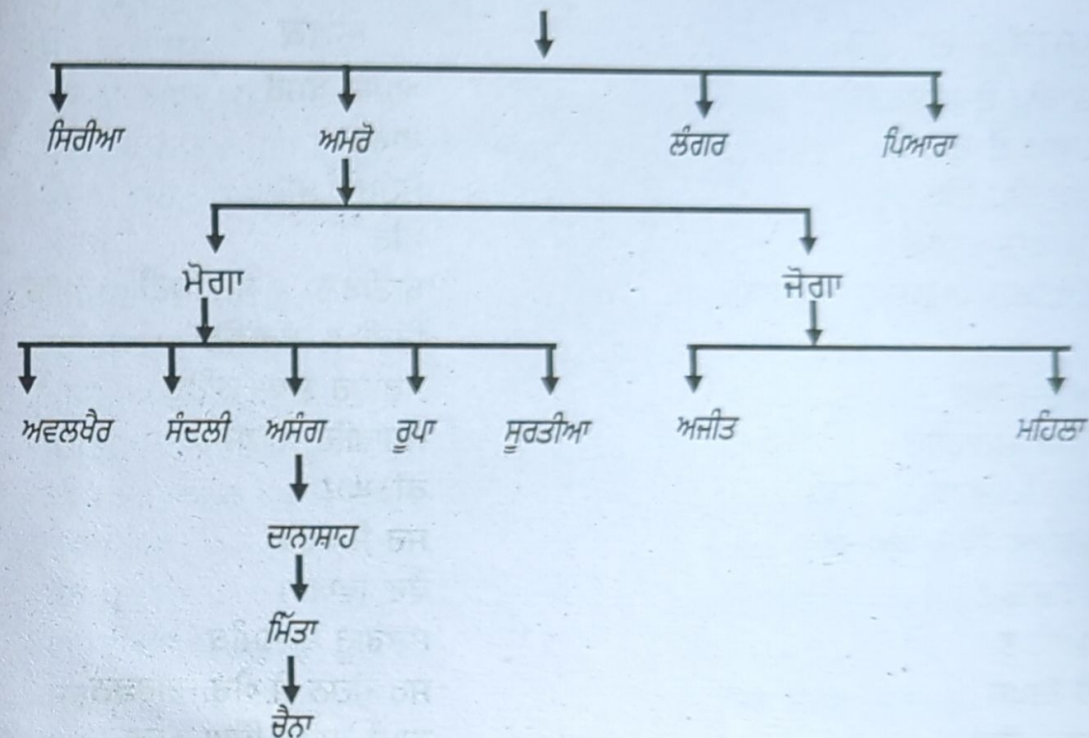 ਸਿਰੀਆ ਅਮਰੋ ਲੰਗਰ ਪਿਆਰਾ
ਮੋਗਾ ਜੋਗਾ
ਅਵਲਖੈਰ ਸੰਦਲੀ ਅਸੰਗ ਰੂਪਾ ਸੂਰਤੀਆ ਅਜੀਤ ਮਹਿਲਾ
ਦਾਨਾਸ਼ਾਹ
ਮਿੱਤਾ
ਚੈਨਾ